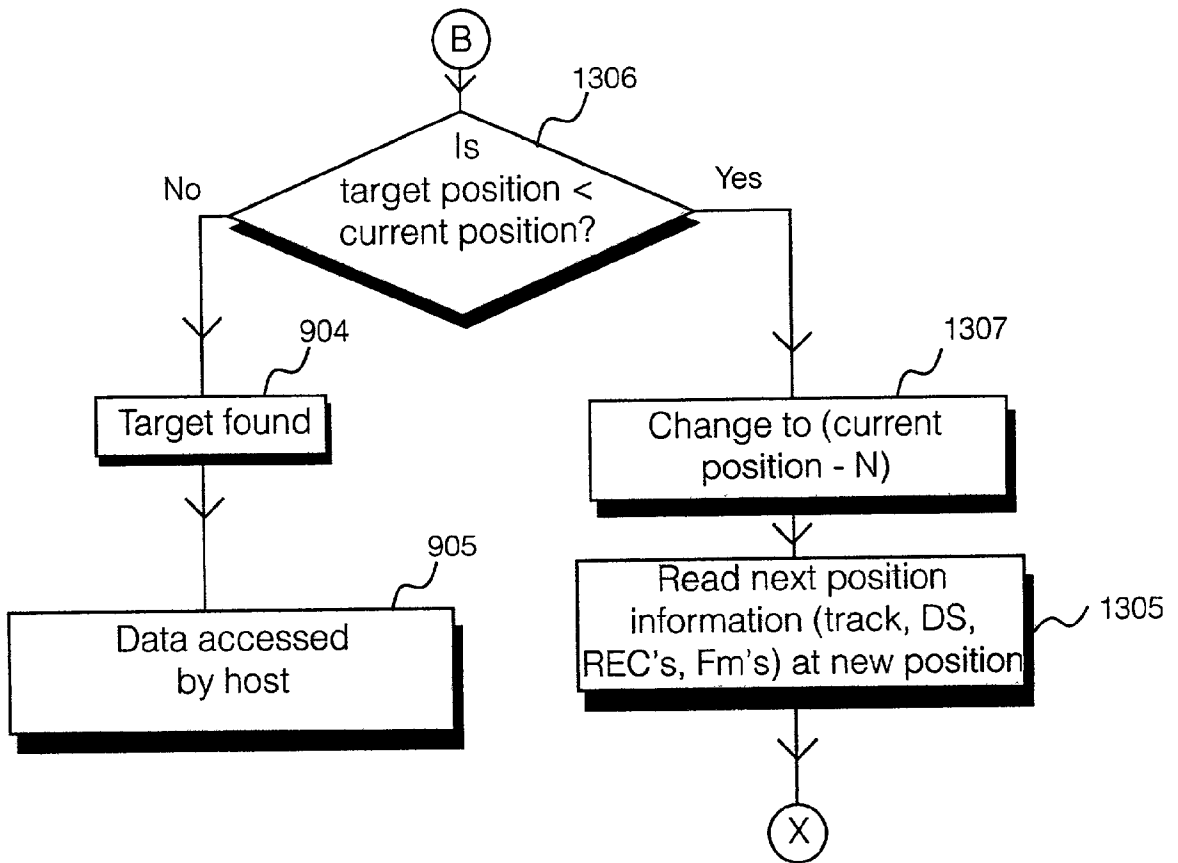 B
1306
Is
target position <
current position?
No
Yes
904
Target found
1307
Change to (current
position - N)
905
Data accessed
by host
Read next position
information (track, DS,
REC's, Fm's) at new position
1305
X